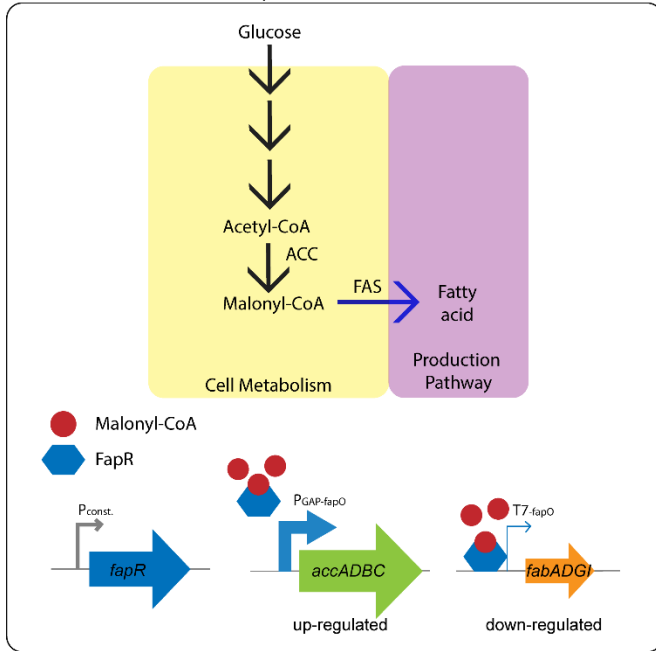 Glucose
Acetyl-CoA
ACC
Malonyl-CoA
FAS
Fatty
acid
Cell Metabolism
Production
Pathway
Malonyl-CoA
FapR
Pconst.
PGAP-fapO
T7-fapO
fapR
accADBC
fabADGI
up-regulated
down-regulated